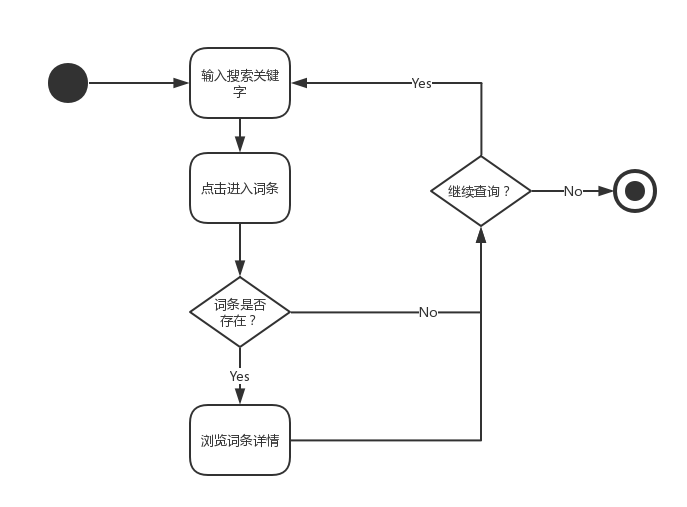 输入搜索关键
字
Yes
点击进入词条
继续查询？
No
词条是否
存在？
No
Yes
浏览词条详情